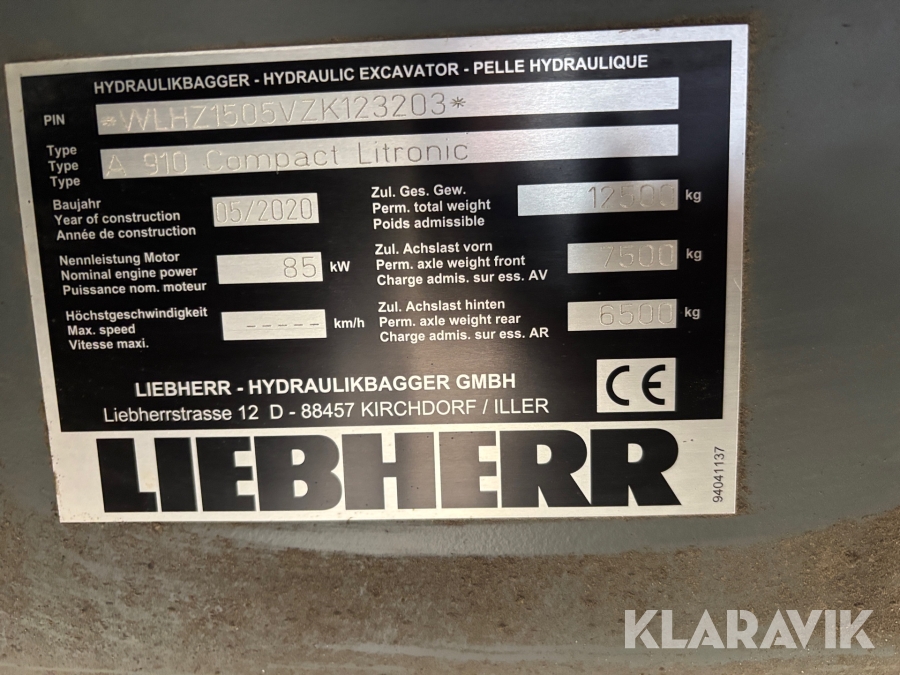 HYDRAULIKBAGGER - HYDRAULIC EXCAVATOR - PELLE HYDRAULIQUE
PIN *WLHZ1505VZK123203*
Type
Type A 910 Compact Litronic
Type
Baujahr
Year of construction 05/2020
Année de construction
Zul. Ges. Gew.
Perm. total weight 12500 kg
Poids admissible
Nennleistung Motor
Nominal engine power 85 kW
Puissance nom. moteur
Zul. Achslast vorn
Perm. axle weight front 7500 kg
Charge admis. sur ess. AV
Höchstgeschwindigkeit
Max. speed ----- km/h
Vitesse maxi.
Zul. Achslast hinten
Perm. axle weight rear 6500 kg
Charge admis. sur ess. AR
LIEBHERR - HYDRAULIKBAGGER GMBH
Liebherrstrasse 12 D - 88457 KIRCHDORF / ILLER
CE
LIEBHERR
94041137
KLARAVIK